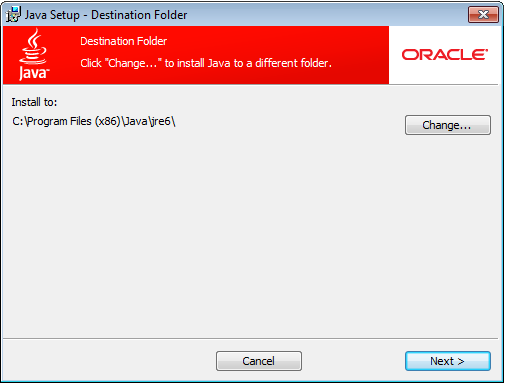 Java Setup - Destination Folder
Java
Destination Folder
Click "Change..." to install Java to a different folder.
ORACLE
Install to:
C:\Program Files (x86)\Java\jre6\
Change...
Cancel
Next >